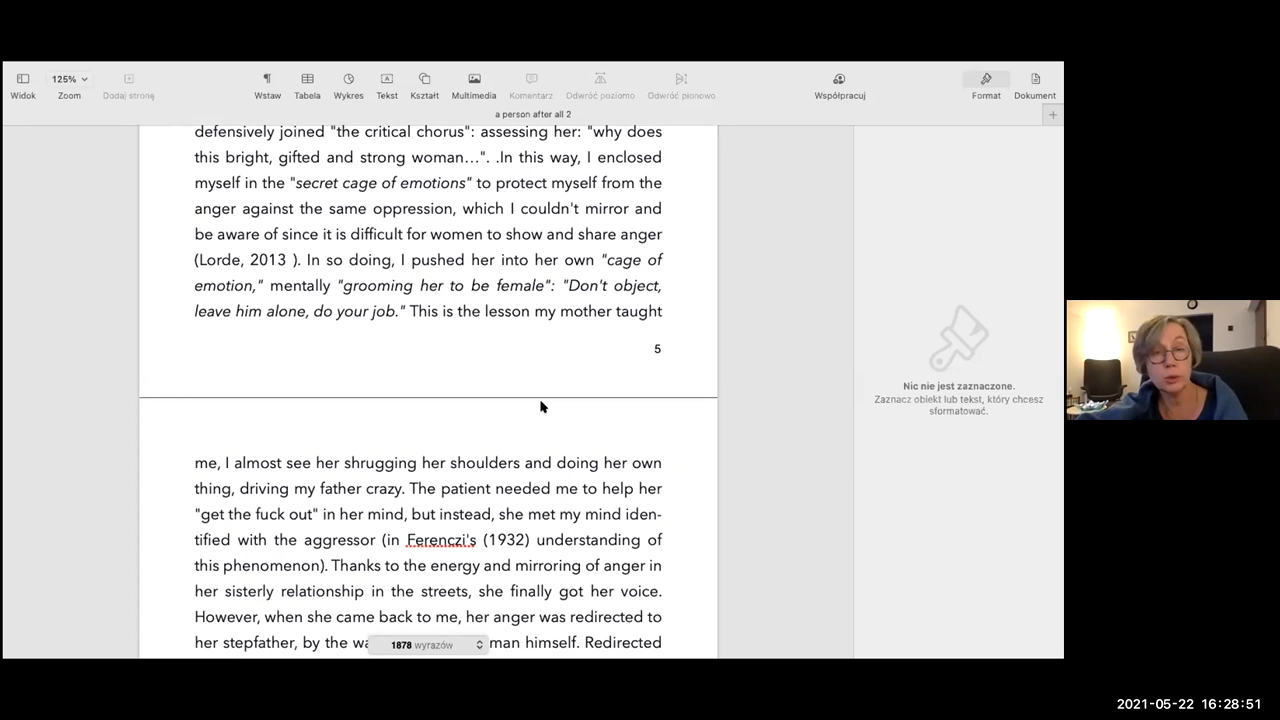 125%
Widok
Zoom
Dodaj stronę
Wstaw
Tabela
Wykres
Tekst
Kształt
Multimedia
Komentarz
Odwróć poziomo
Odwróć pionowo
Współpracuj
Format
Dokument
a person after all 2
defensively joined "the critical chorus": assessing her: "why does
this bright, gifted and strong woman…". .In this way, I enclosed
myself in the "secret cage of emotions" to protect myself from the
anger against the same oppression, which I couldn't mirror and
be aware of since it is difficult for women to show and share anger
(Lorde, 2013 ). In so doing, I pushed her into her own "cage of
emotion," mentally "grooming her to be female": "Don't object,
leave him alone, do your job." This is the lesson my mother taught
5
me, I almost see her shrugging her shoulders and doing her own
thing, driving my father crazy. The patient needed me to help her
"get the fuck out" in her mind, but instead, she met my mind iden-
tified with the aggressor (in Ferenczi's (1932) understanding of
this phenomenon). Thanks to the energy and mirroring of anger in
her sisterly relationship in the streets, she finally got her voice.
However, when she came back to me, her anger was redirected to
her stepfather, by the man himself. Redirected
1878 wyrazów
Nic nie jest zaznaczone.
Zaznacz obiekt lub tekst, który chcesz
sformatować.
2021-05-22 16:28:51